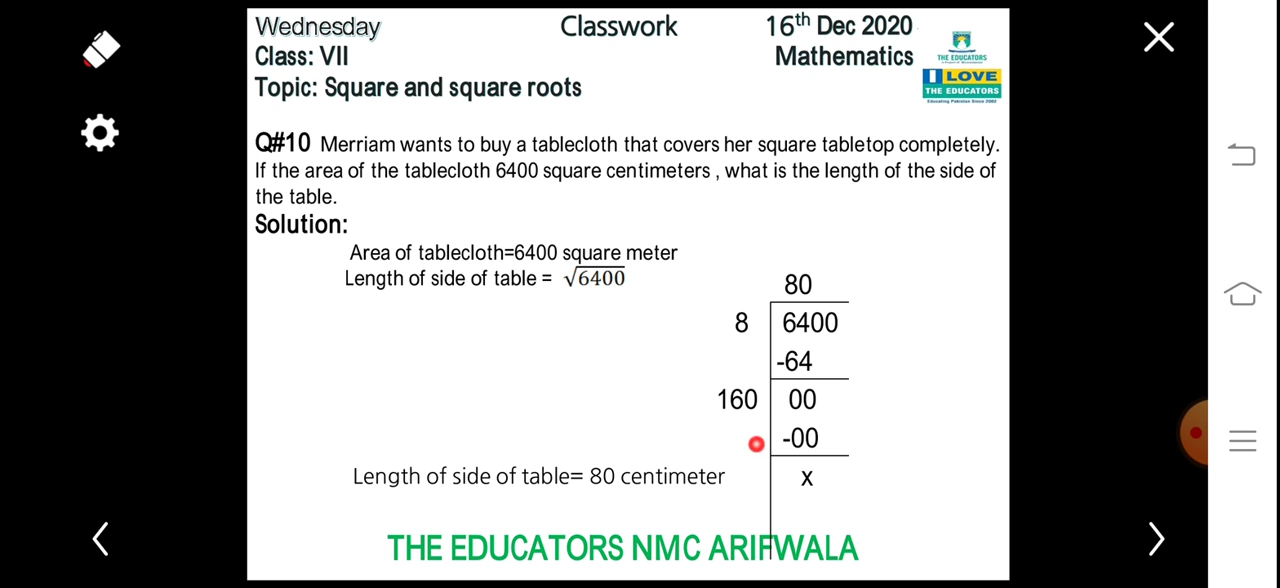 Wednesday Classwork 16th Dec 2020
Class: VII Mathematics
THE EDUCATORS
I LOVE
THE EDUCATORS
Topic: Square and square roots
Q#10 Merriam wants to buy a tablecloth that covers her square tabletop completely.
If the area of the tablecloth 6400 square centimeters , what is the length of the side of
the table.
Solution:
Area of tablecloth=6400 square meter
Length of side of table = √6400
80
8 6400
-64
160 00
-00
Length of side of table= 80 centimeter x
THE EDUCATORS NMC ARIFWALA